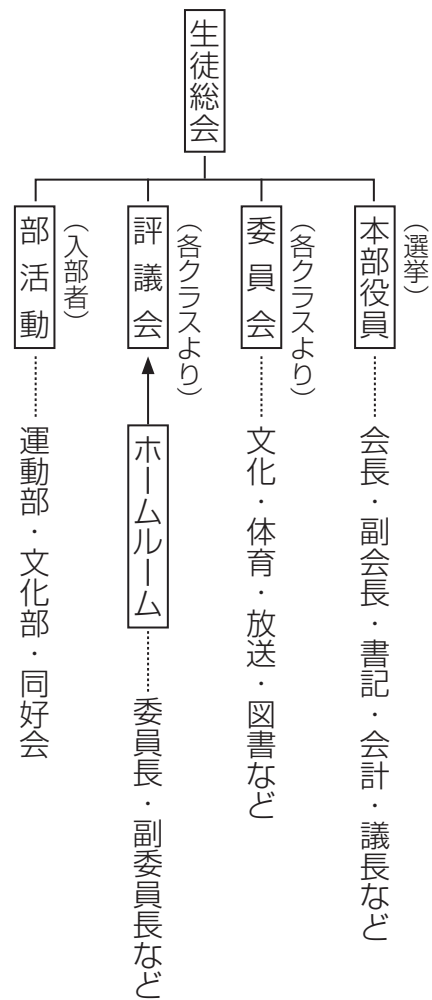 生徒総会
本部役員
（選挙）
会長・副会長・書記・会計・議長など
委員会
（各クラスより）
文化・体育・放送・図書など
評議会
（各クラスより）
ホームルーム
委員長・副委員長など
部活動
（入部者）
運動部・文化部・同好会